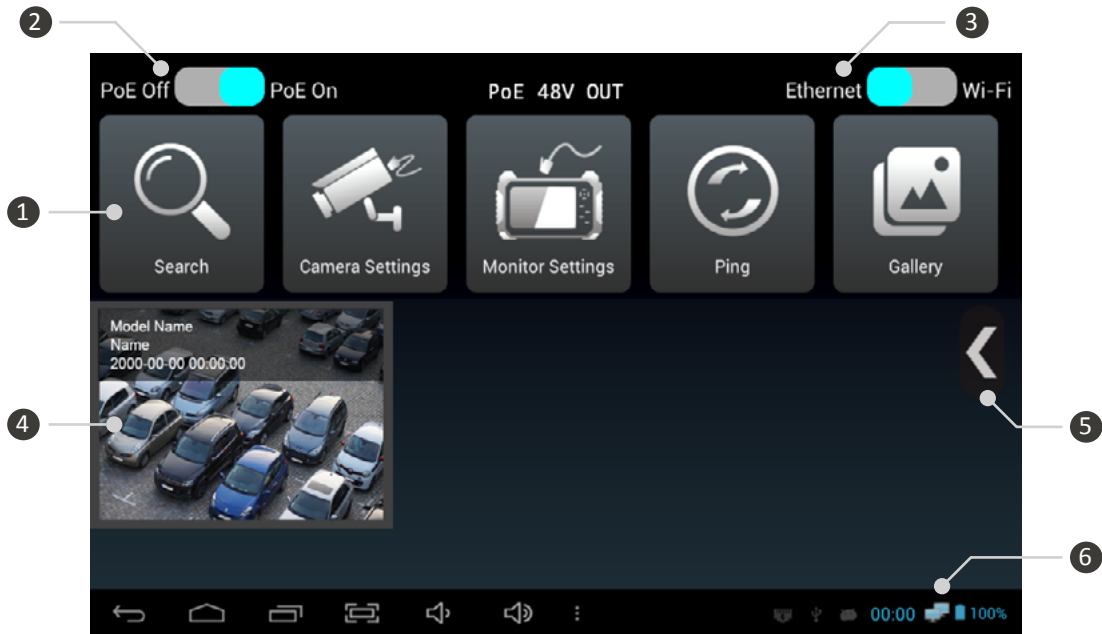 2
3
PoE Off PoE On PoE 48V OUT Ethernet Wi-Fi
1
Search Camera Settings Monitor Settings Ping Gallery
Model Name
Name
2000-00-00 00:00:00
4
5
6
00:00 100%